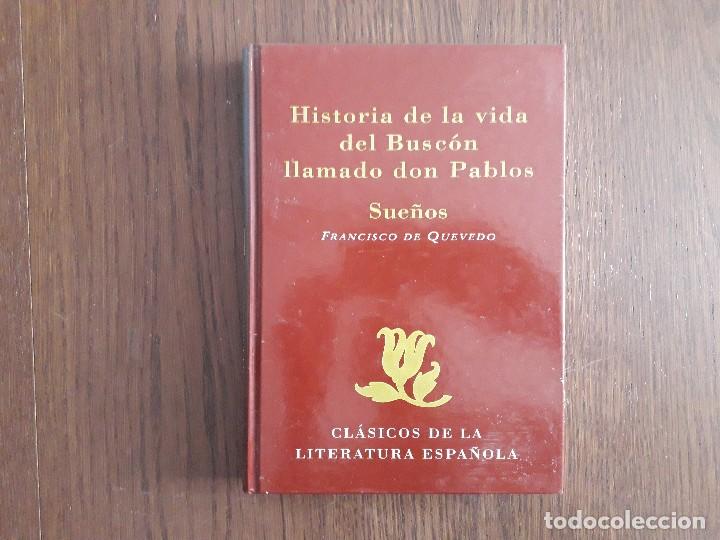 Historia de la vida
del Buscón
llamado don Pablos
Sueños
Francisco de Quevedo
CLÁSICOS DE LA
LITERATURA ESPAÑOLA
todocoleccion.net